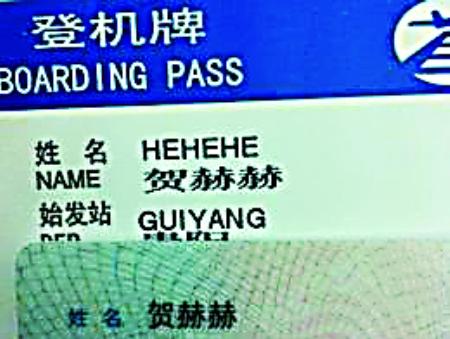 登机牌
BOARDING PASS
姓 名 HEHEHE
NAME 贺赫赫
始发站 GUIYANG
DEP
姓 名 贺赫赫